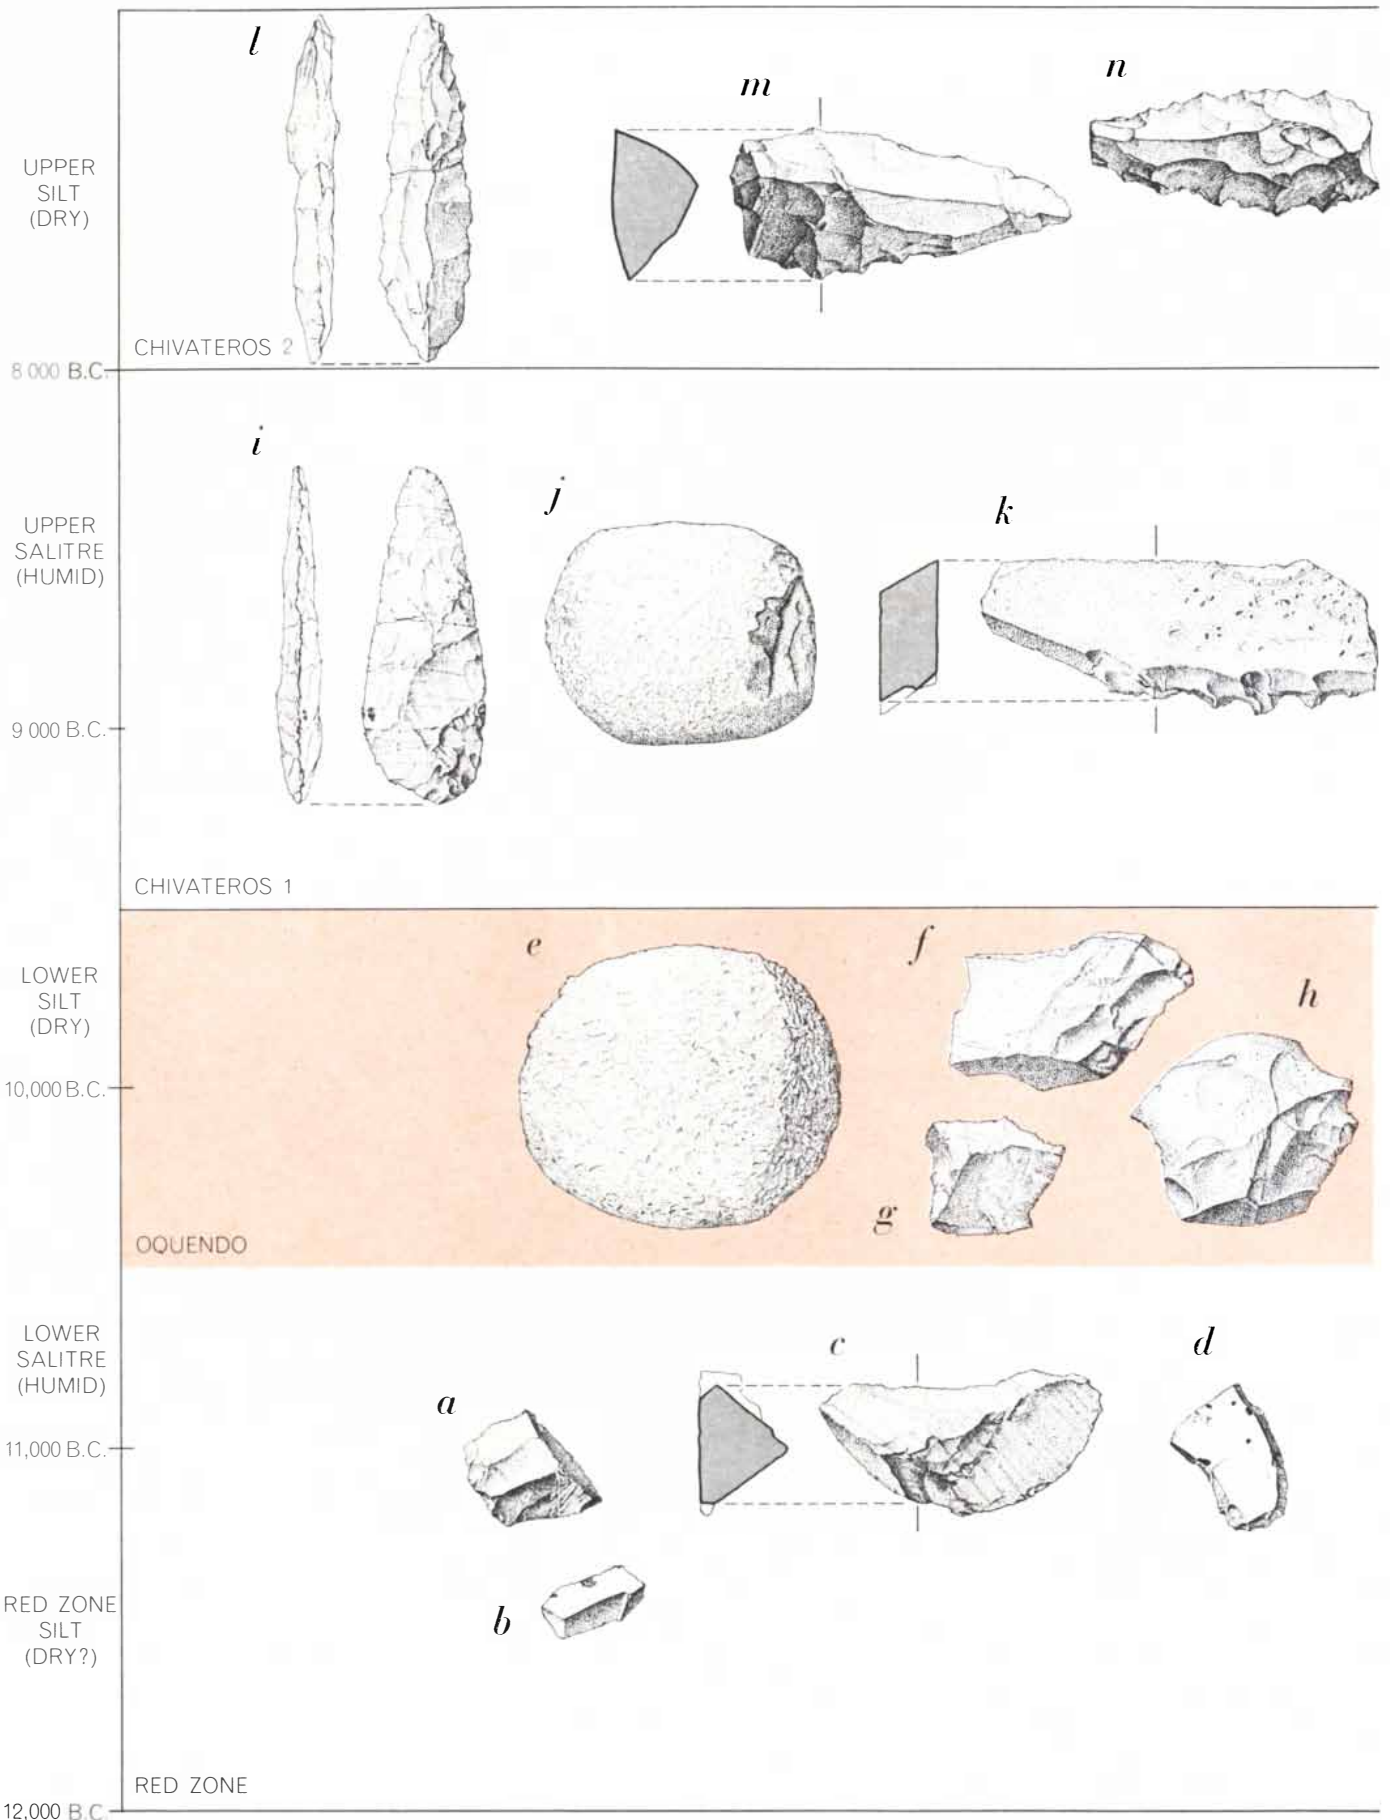 l
m
n
UPPER
SILT
(DRY)
CHIVATEROS 2
8 000 B.C.
i
j
k
UPPER
SALITRE
(HUMID)
9 000 B.C.
CHIVATEROS 1
e
f
h
LOWER
SILT
(DRY)
10,000 B.C.
g
OQUENDO
LOWER
SALITRE
(HUMID)
c
d
a
11,000 B.C.
RED ZONE
SILT
(DRY?)
b
RED ZONE
12,000 B.C.